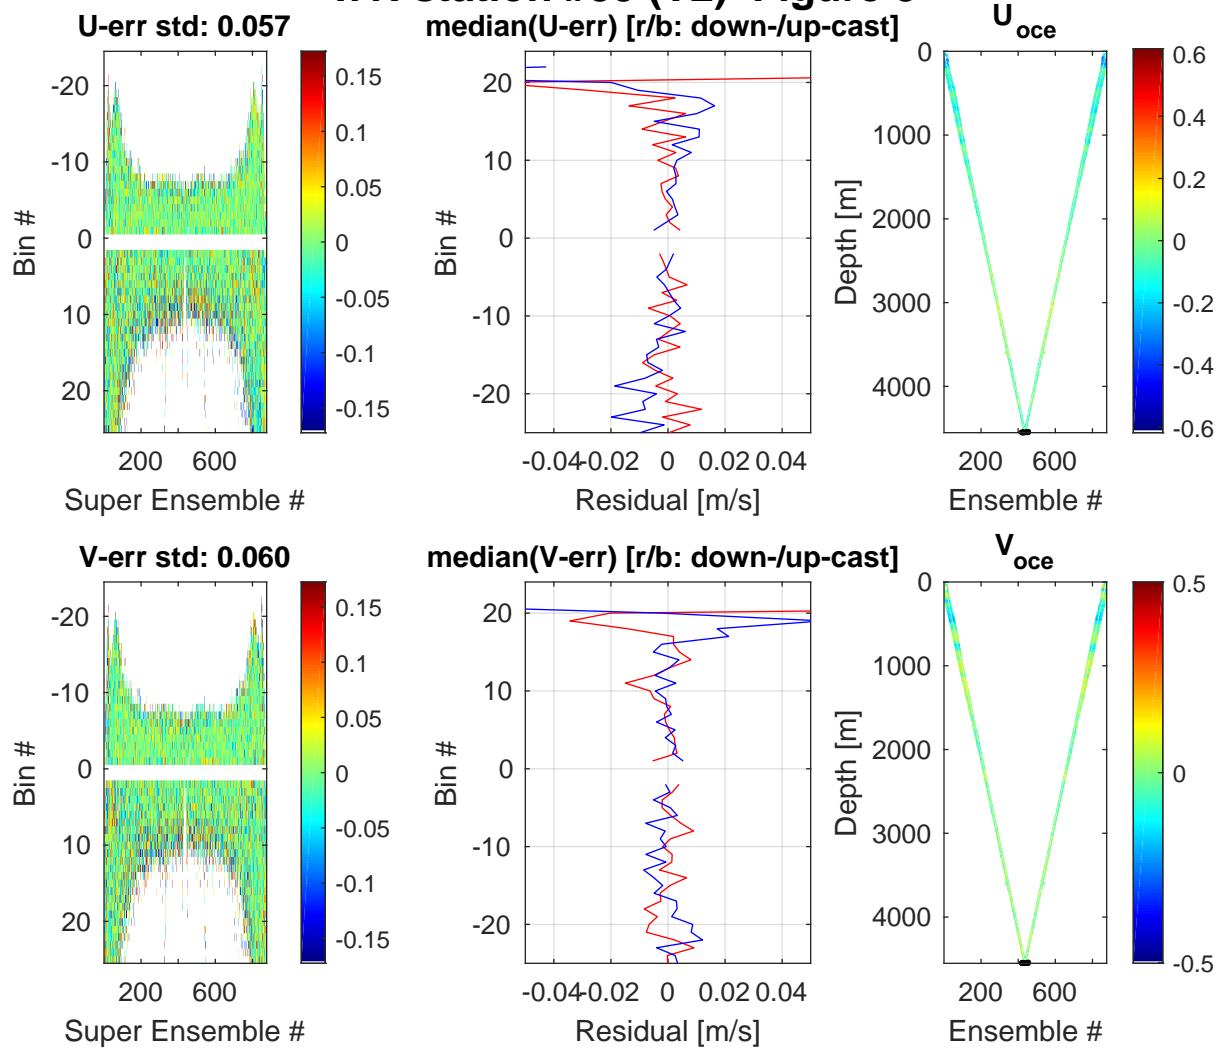 U-err std: 0.057
median(U-err) [r/b: down-/up-cast]
U oce
-20
-10
0
10
20
Bin #
200 600
Super Ensemble #
0.15
0.1
0.05
0
-0.05
-0.1
-0.15
20
10
0
-10
-20
Bin #
-0.04 -0.02 0 0.02 0.04
Residual [m/s]
0
1000
2000
3000
4000
Depth [m]
200 600
Ensemble #
0.6
0.4
0.2
0
-0.2
-0.4
-0.6
V-err std: 0.060
median(V-err) [r/b: down-/up-cast]
V oce
-20
-10
0
10
20
Bin #
200 600
Super Ensemble #
0.15
0.1
0.05
0
-0.05
-0.1
-0.15
20
10
0
-10
-20
Bin #
-0.04 -0.02 0 0.02 0.04
Residual [m/s]
0
1000
2000
3000
4000
Depth [m]
200 600
Ensemble #
0.5
0
-0.5